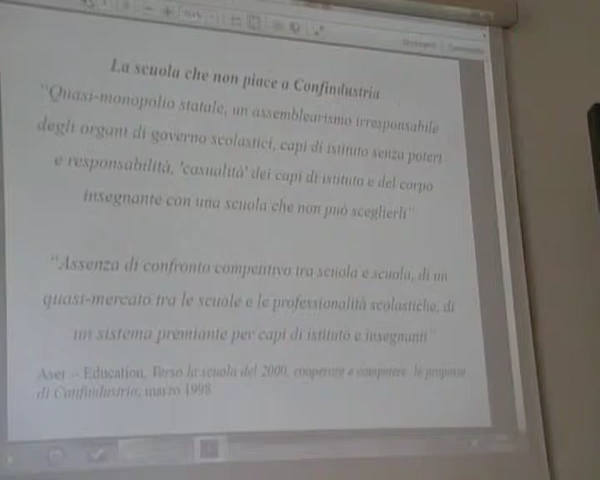 La scuola che non piace a Confindustria
"Quasi-monopolio statale, un assemblearismo irresponsabile
degli organi di governo scolastici, capi di istituto senza poteri
e responsabilità, 'casualità' dei capi di istituto e del corpo
insegnante con una scuola che non può sceglierli"
"Assenza di confronto competitivo tra scuola e scuola, di un
quasi-mercato tra le scuole e le professionalità scolastiche, di
un sistema premiante per capi di istituto e insegnanti"
Aser – Education, Verso la scuola del 2000, cooperare e competere: le proposte
di Confindustria, marzo 1998